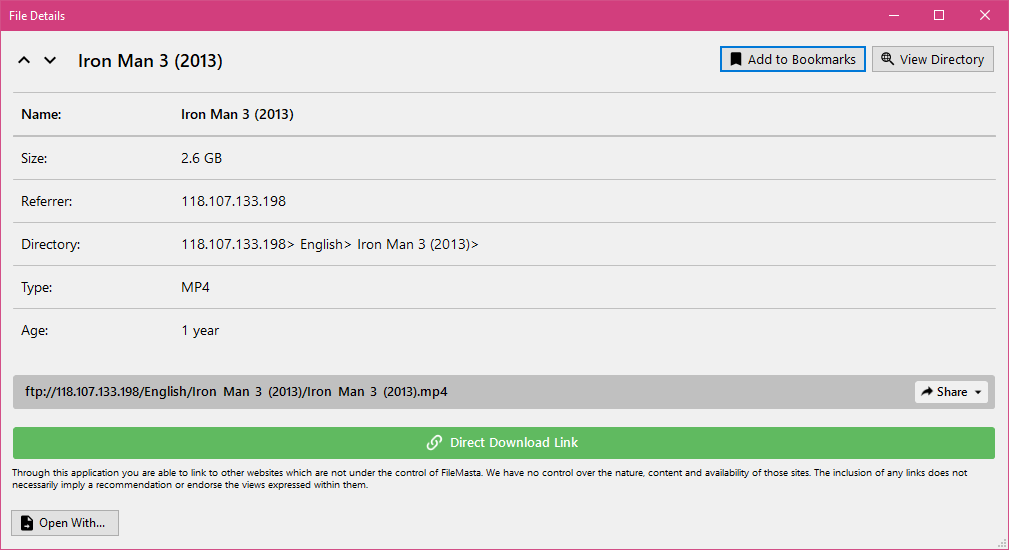 File Details
Iron Man 3 (2013)
Add to Bookmarks
View Directory
Name: Iron Man 3 (2013)
Size: 2.6 GB
Referrer: 118.107.133.198
Directory: 118.107.133.198> English> Iron Man 3 (2013)>
Type: MP4
Age: 1 year
ftp://118.107.133.198/English/Iron Man 3 (2013)/Iron Man 3 (2013).mp4
Share
Direct Download Link
Through this application you are able to link to other websites which are not under the control of FileMasta. We have no control over the nature, content and availability of those sites. The inclusion of any links does not
necessarily imply a recommendation or endorse the views expressed within them.
Open With...